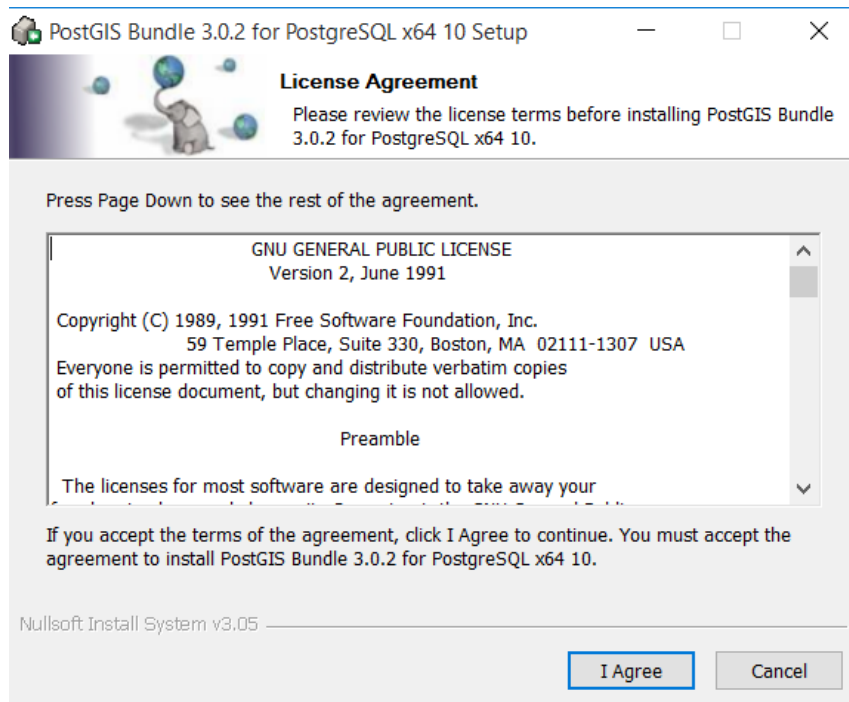 PostGIS Bundle 3.0.2 for PostgreSQL x64 10 Setup
License Agreement
Please review the license terms before installing PostGIS Bundle
3.0.2 for PostgreSQL x64 10.
Press Page Down to see the rest of the agreement.
GNU GENERAL PUBLIC LICENSE
Version 2, June 1991
Copyright (C) 1989, 1991 Free Software Foundation, Inc.
59 Temple Place, Suite 330, Boston, MA 02111-1307 USA
Everyone is permitted to copy and distribute verbatim copies
of this license document, but changing it is not allowed.
Preamble
The licenses for most software are designed to take away your
If you accept the terms of the agreement, click I Agree to continue. You must accept the
agreement to install PostGIS Bundle 3.0.2 for PostgreSQL x64 10.
Nullsoft Install System v3.05
I Agree
Cancel